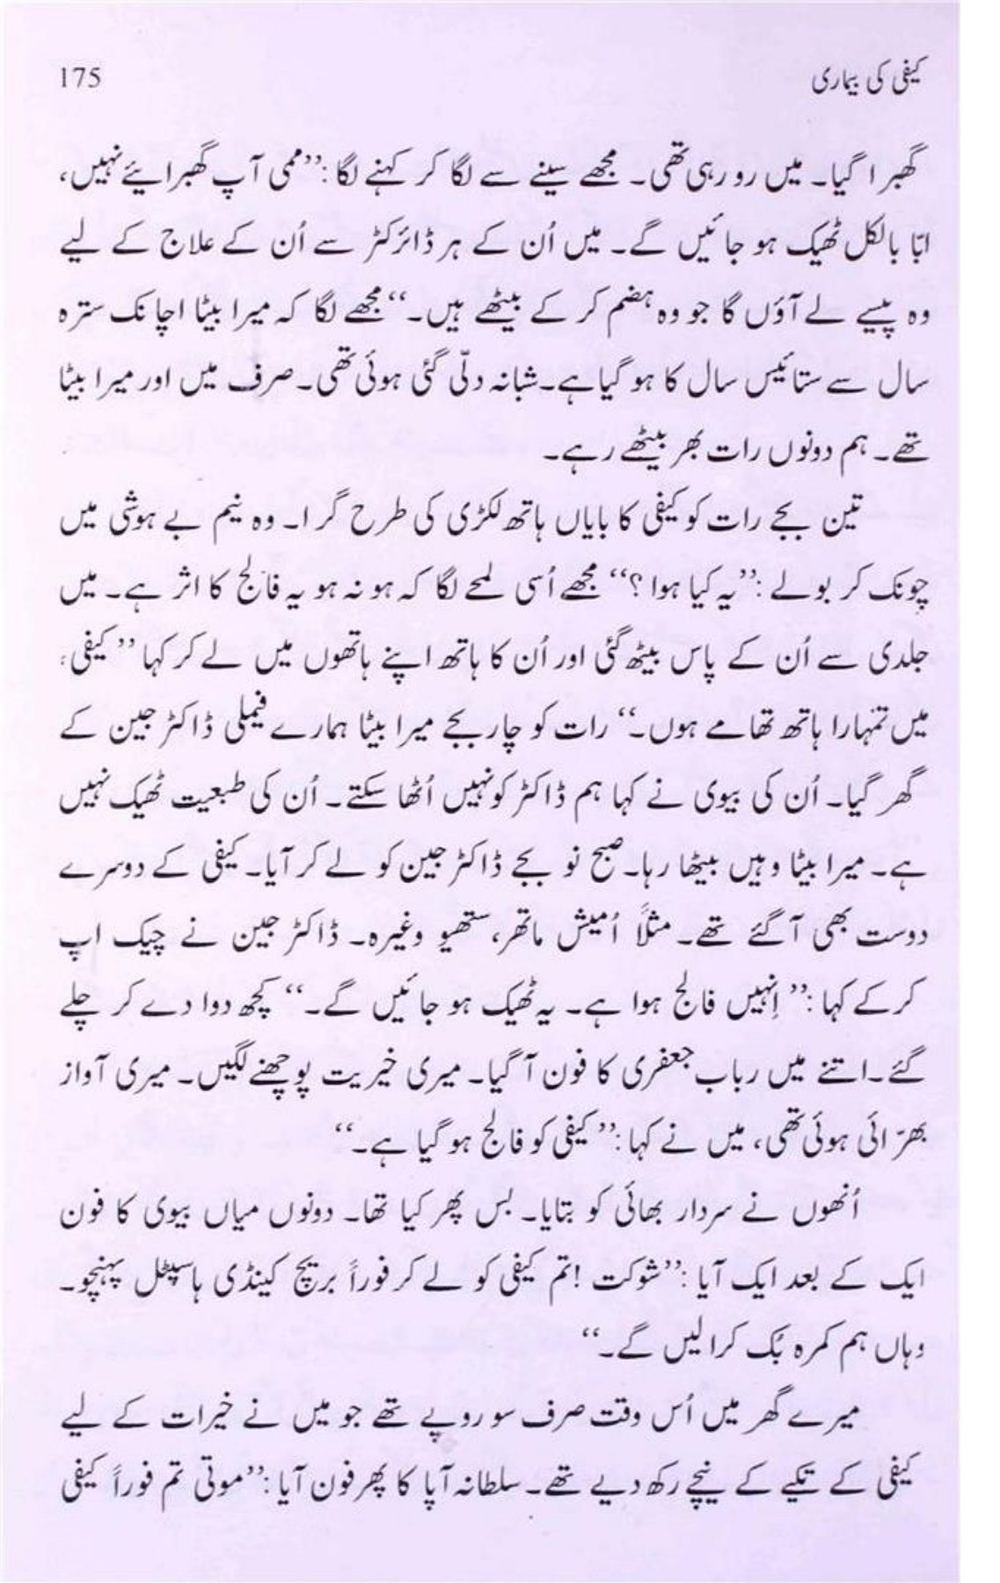 کیفی کی بیماری 175
گھبرا گیا۔ میں رو رہی تھی۔ مجھے سینے سے لگا کر کہنے لگا :’’ممی آپ گھبرایئے نہیں،
ابّا بالکل ٹھیک ہو جائیں گے۔ میں اُن کے ہر ڈائرکٹر سے اُن کے علاج کے لیے
وہ پیسے لے آؤں گا جو وہ ہضم کر کے بیٹھے ہیں۔‘‘ مجھے لگا کہ میرا بیٹا اچانک سترہ
سال سے ستائیس سال کا ہو گیا ہے۔ شبانہ دلّی گئی ہوئی تھی۔ صرف میں اور میرا بیٹا
تھے۔ ہم دونوں رات بھر بیٹھے رہے۔
تین بجے رات کو کیفی کا بایاں ہاتھ لکڑی کی طرح گرا۔ وہ نیم بے ہوشی میں
چونک کر بولے :’’یہ کیا ہوا ؟‘‘ مجھے اُسی لمحے لگا کہ ہو نہ ہو یہ فالج کا اثر ہے۔ میں
جلدی سے اُن کے پاس بیٹھ گئی اور اُن کا ہاتھ اپنے ہاتھوں میں لے کر کہا ’’کیفی،
میں تمہارا ہاتھ تھامے ہوں۔‘‘ رات کو چار بجے میرا بیٹا ہمارے فیملی ڈاکٹر جین کے
گھر گیا۔ اُن کی بیوی نے کہا ہم ڈاکٹر کو نہیں اُٹھا سکتے۔ اُن کی طبعیت ٹھیک نہیں
ہے۔ میرا بیٹا وہیں بیٹھا رہا۔ صبح نو بجے ڈاکٹر جین کو لے کر آیا۔ کیفی کے دوسرے
دوست بھی آ گئے تھے۔ مثلاً اُمیش ماتھر، ستھیو وغیرہ۔ ڈاکٹر جین نے چیک اپ
کر کے کہا :’’ اِنہیں فالج ہوا ہے۔ یہ ٹھیک ہو جائیں گے۔‘‘ کچھ دوا دے کر چلے
گئے۔ اتنے میں رباب جعفری کا فون آ گیا۔ میری خیریت پوچھنے لگیں۔ میری آواز
بھرّائی ہوئی تھی، میں نے کہا :’’کیفی کو فالج ہو گیا ہے۔‘‘
اُنھوں نے سردار بھائی کو بتایا۔ بس پھر کیا تھا۔ دونوں میاں بیوی کا فون
ایک کے بعد ایک آیا :’’شوکت !تم کیفی کو لے کر فوراً بریچ کینڈی ہاسپٹل پہنچو۔
وہاں ہم کمرہ بُک کرا لیں گے۔‘‘
میرے گھر میں اُس وقت صرف سو روپے تھے جو میں نے خیرات کے لیے
کیفی کے تکیے کے نیچے رکھ دیے تھے۔ سلطانہ آپا کا پھر فون آیا :’’موتی تم فوراً کیفی